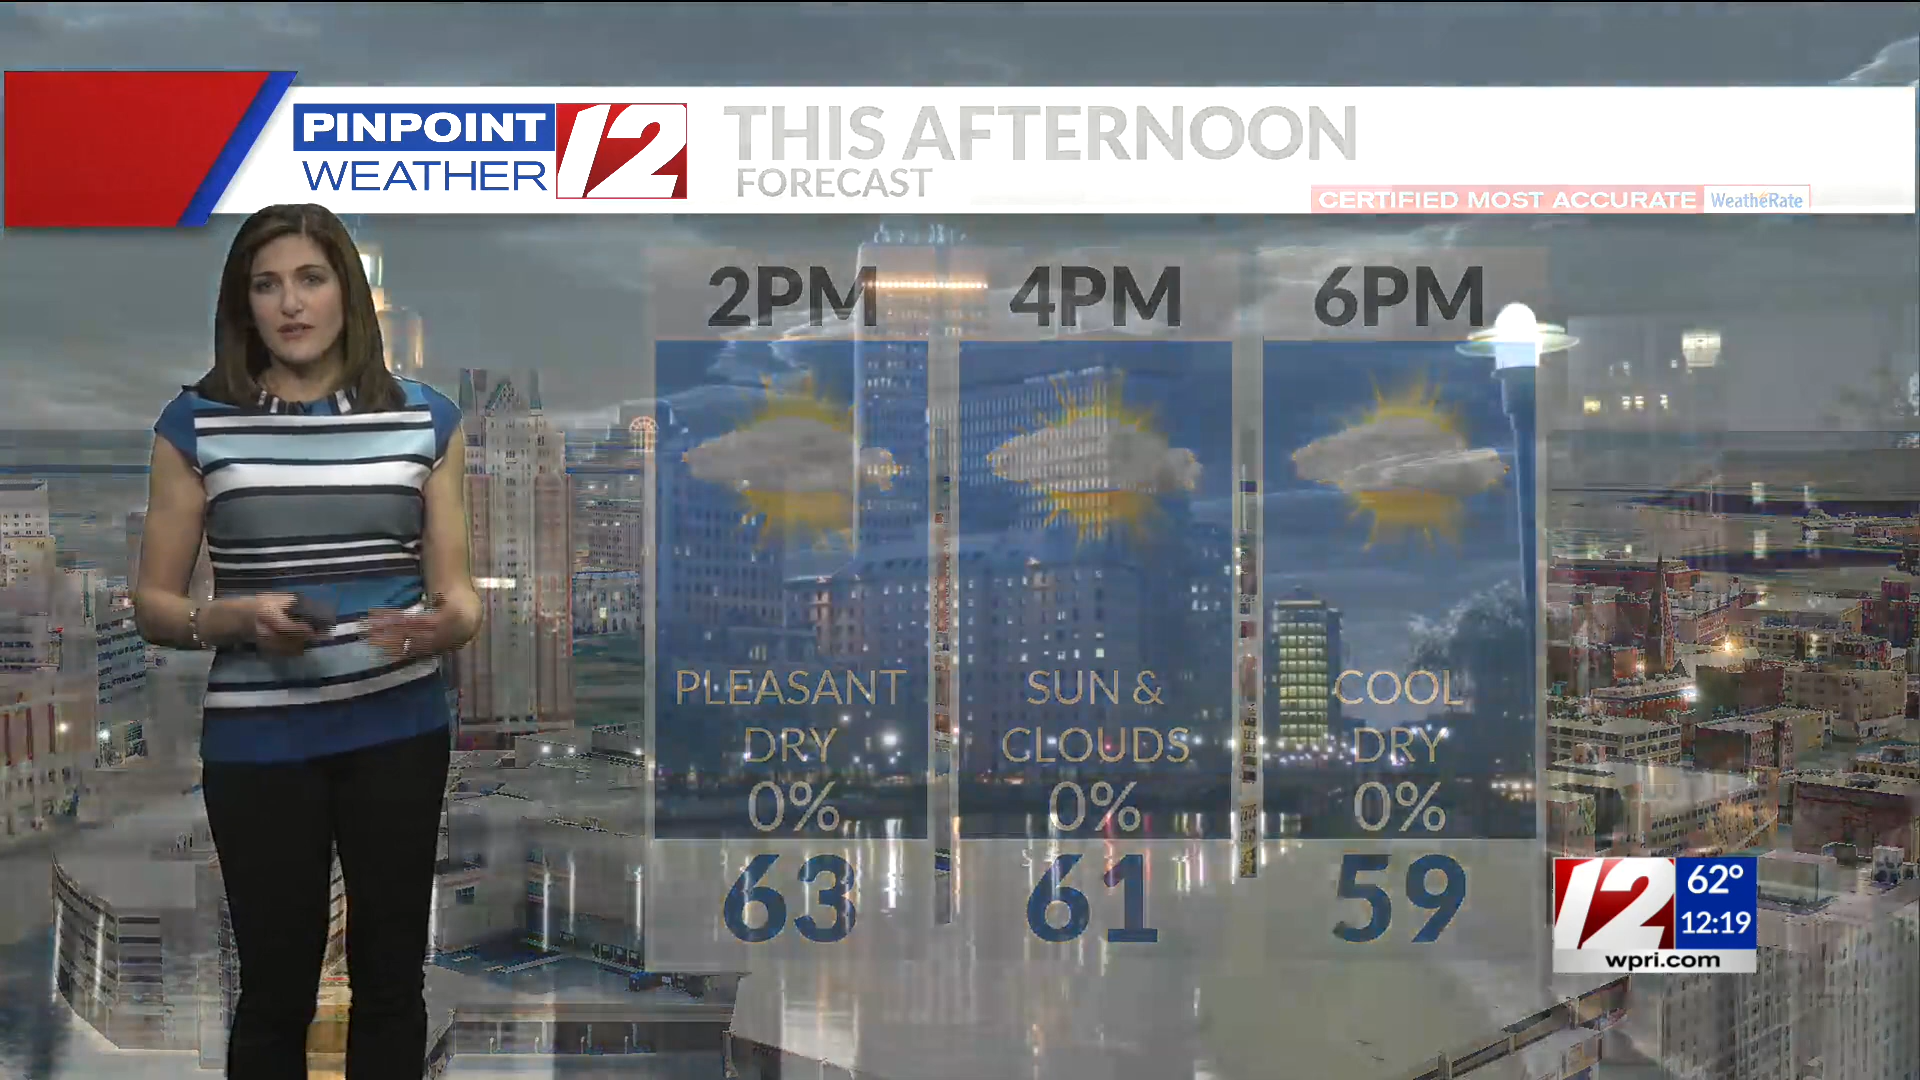 PINPOINT
WEATHER
12
THIS AFTERNOON
FORECAST
CERTIFIED MOST ACCURATE WeatheRate
2PM
4PM
6PM
PLEASANT
DRY
0%
63
SUN &
CLOUDS
0%
61
COOL
DRY
0%
59
12
62°
12:19
wpri.com